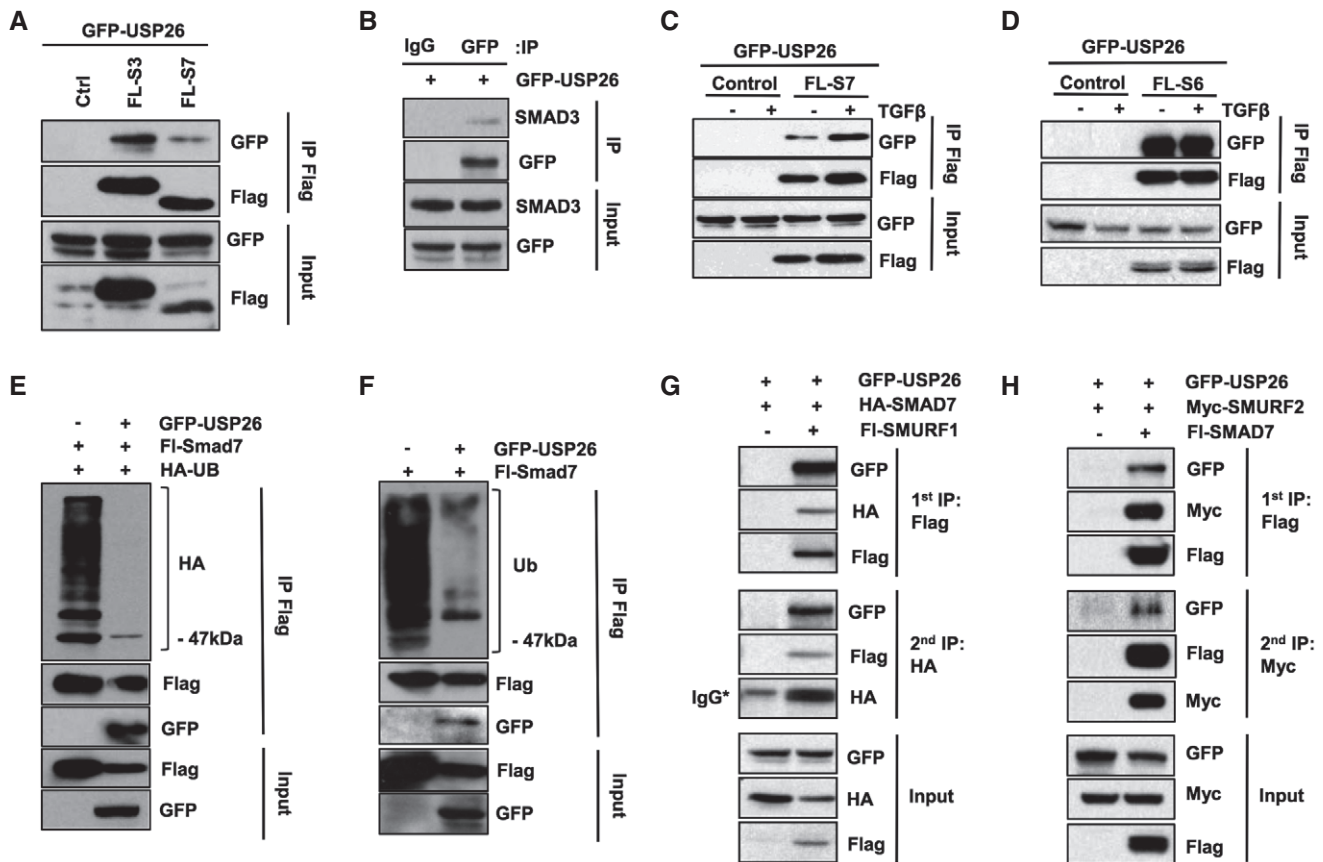 A
GFP-USP26
Ctrl
FL-S3
FL-S7
GFP
Flag
IP Flag
GFP
Flag
Input
B
IgG GFP :IP
+ + GFP-USP26
SMAD3
GFP
IP
SMAD3
GFP
Input
C
GFP-USP26
Control FL-S7
- + - + TGFβ
GFP
Flag
IP Flag
GFP
Flag
Input
D
GFP-USP26
Control FL-S6
- + - + TGFβ
GFP
Flag
IP Flag
GFP
Flag
Input
E
- + GFP-USP26
+ + Fl-Smad7
+ + HA-UB
HA
- 47kDa
Flag
GFP
IP Flag
Flag
GFP
Input
F
- + GFP-USP26
+ + Fl-Smad7
Ub
- 47kDa
Flag
GFP
IP Flag
Flag
GFP
Input
G
+ + GFP-USP26
+ + HA-SMAD7
- + Fl-SMURF1
GFP
HA
Flag
1st IP:
Flag
GFP
Flag
IgG* HA
2nd IP:
HA
GFP
HA
Flag
Input
H
+ + GFP-USP26
+ + Myc-SMURF2
- + Fl-SMAD7
GFP
Myc
Flag
1st IP:
Flag
GFP
Flag
Myc
2nd IP:
Myc
GFP
Myc
Flag
Input